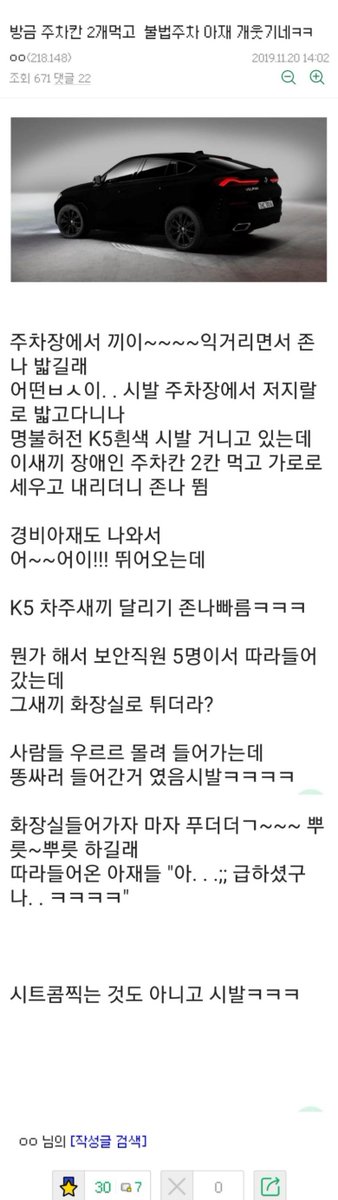 방금 주차칸 2개먹고  불법주차 아재 개웃기네ㅋㅋ
ㅇㅇ(218.148)
2019.11.20 14:02
조회 671 댓글 22
주차장에서 끼이~~~~익거리면서 존
나 밟길래
어떤ㅂㅅ이. . 시발 주차장에서 저지랄
로 밟고다니나
명불허전 K5흰색 시발 거니고 있는데
이새끼 장애인 주차칸 2칸 먹고 가로로
세우고 내리더니 존나 뜀
경비아재도 나와서
어~~어이!!! 뛰어오는데
K5 차주새끼 달리기 존나빠름ㅋㅋㅋ
뭔가 해서 보안직원 5명이서 따라들어
갔는데
그새끼 화장실로 튀더라?
사람들 우르르 몰려 들어가는데
똥싸러 들어간거 였음시발ㅋㅋㅋㅋ
화장실들어가자 마자 푸더더ㄱ~~~ 뿌
룻~뿌룻 하길래
따라들어온 아재들 "아. . .;; 급하셨구
나. . ㅋㅋㅋㅋ"
시트콤찍는 것도 아니고 시발ㅋㅋㅋ
ㅇㅇ 님의 [작성글 검색]
30 7 0